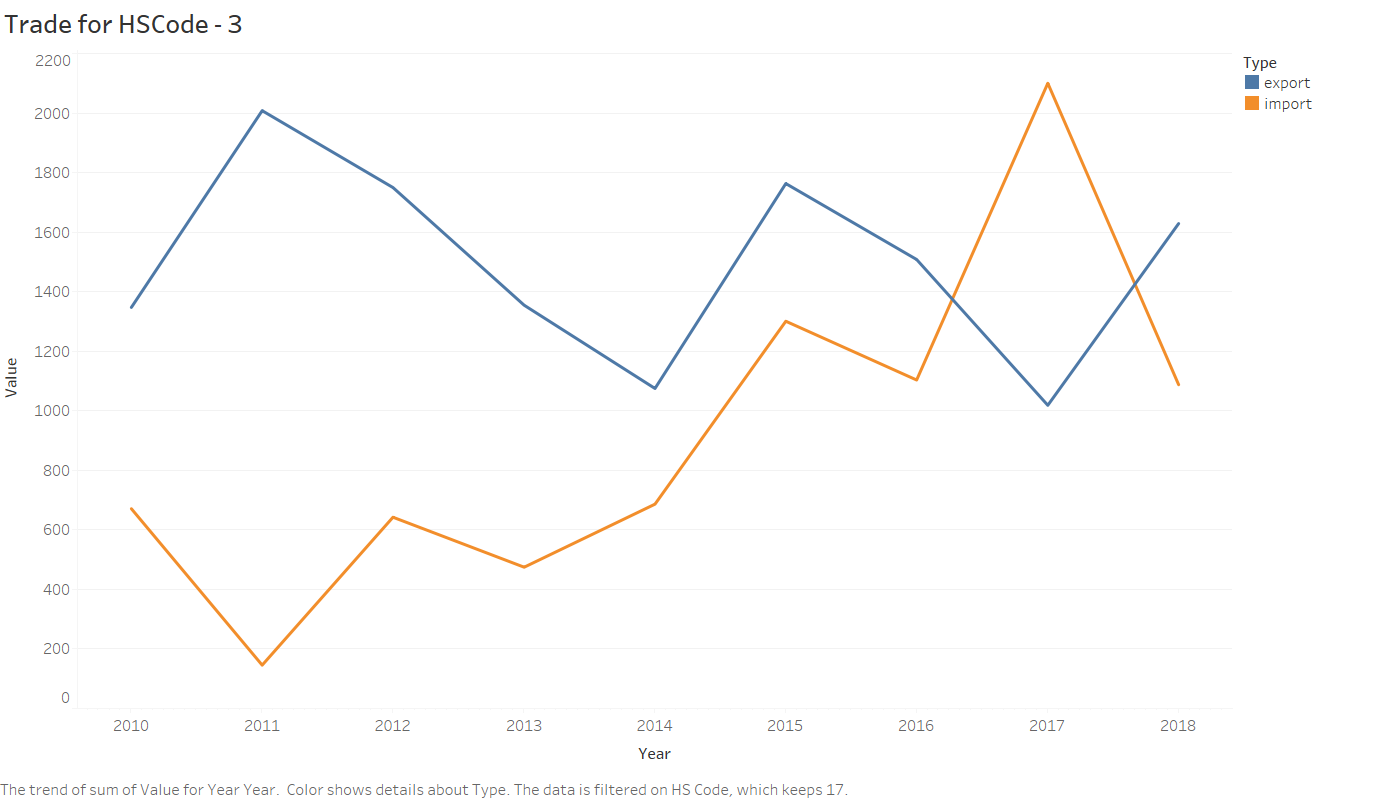 Trade for HSCode - 3
Type
export
import
2200
2000
1800
1600
1400
1200
1000
800
600
400
200
0
Value
2010 2011 2012 2013 2014 2015 2016 2017 2018
Year
The trend of sum of Value for Year Year.  Color shows details about Type. The data is filtered on HS Code, which keeps 17.